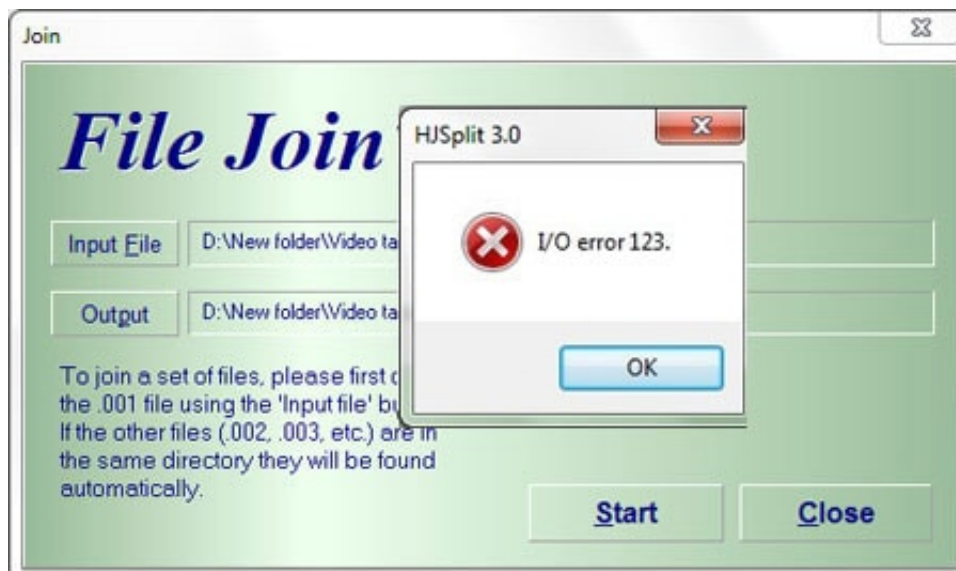 Join
File Join
HJSplit 3.0
I/O error 123.
OK
Input File
D:\New folder\Video ta
Output
D:\New folder\Video ta
To join a set of files, please first
the .001 file using the 'Input file'
If the other files (.002, .003, etc.) are in
the same directory they will be found
automatically.
Start
Close